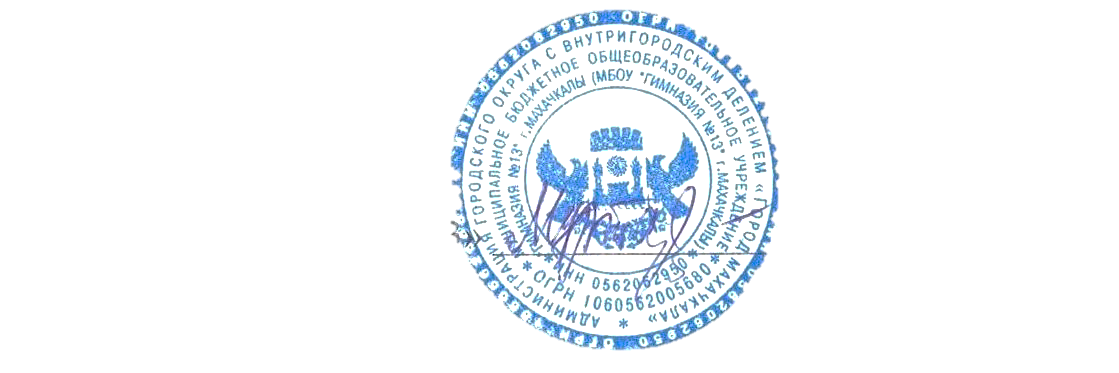 АДМИНИСТРАЦИЯ ГОРОДСКОГО ОКРУГА С ВНУТРИГОРОДСКИМ ДЕЛЕНИЕМ «ГОРОД МАХАЧКАЛА» *
МУНИЦИПАЛЬНОЕ БЮДЖЕТНОЕ ОБЩЕОБРАЗОВАТЕЛЬНОЕ УЧРЕЖДЕНИЕ
* ОГРН 1060562005680 *
"ГИМНАЗИЯ №13" г.МАХАЧКАЛЫ (МБОУ "ГИМНАЗИЯ №13" г.МАХАЧКАЛЫ)
* ИНН 0562062950 *